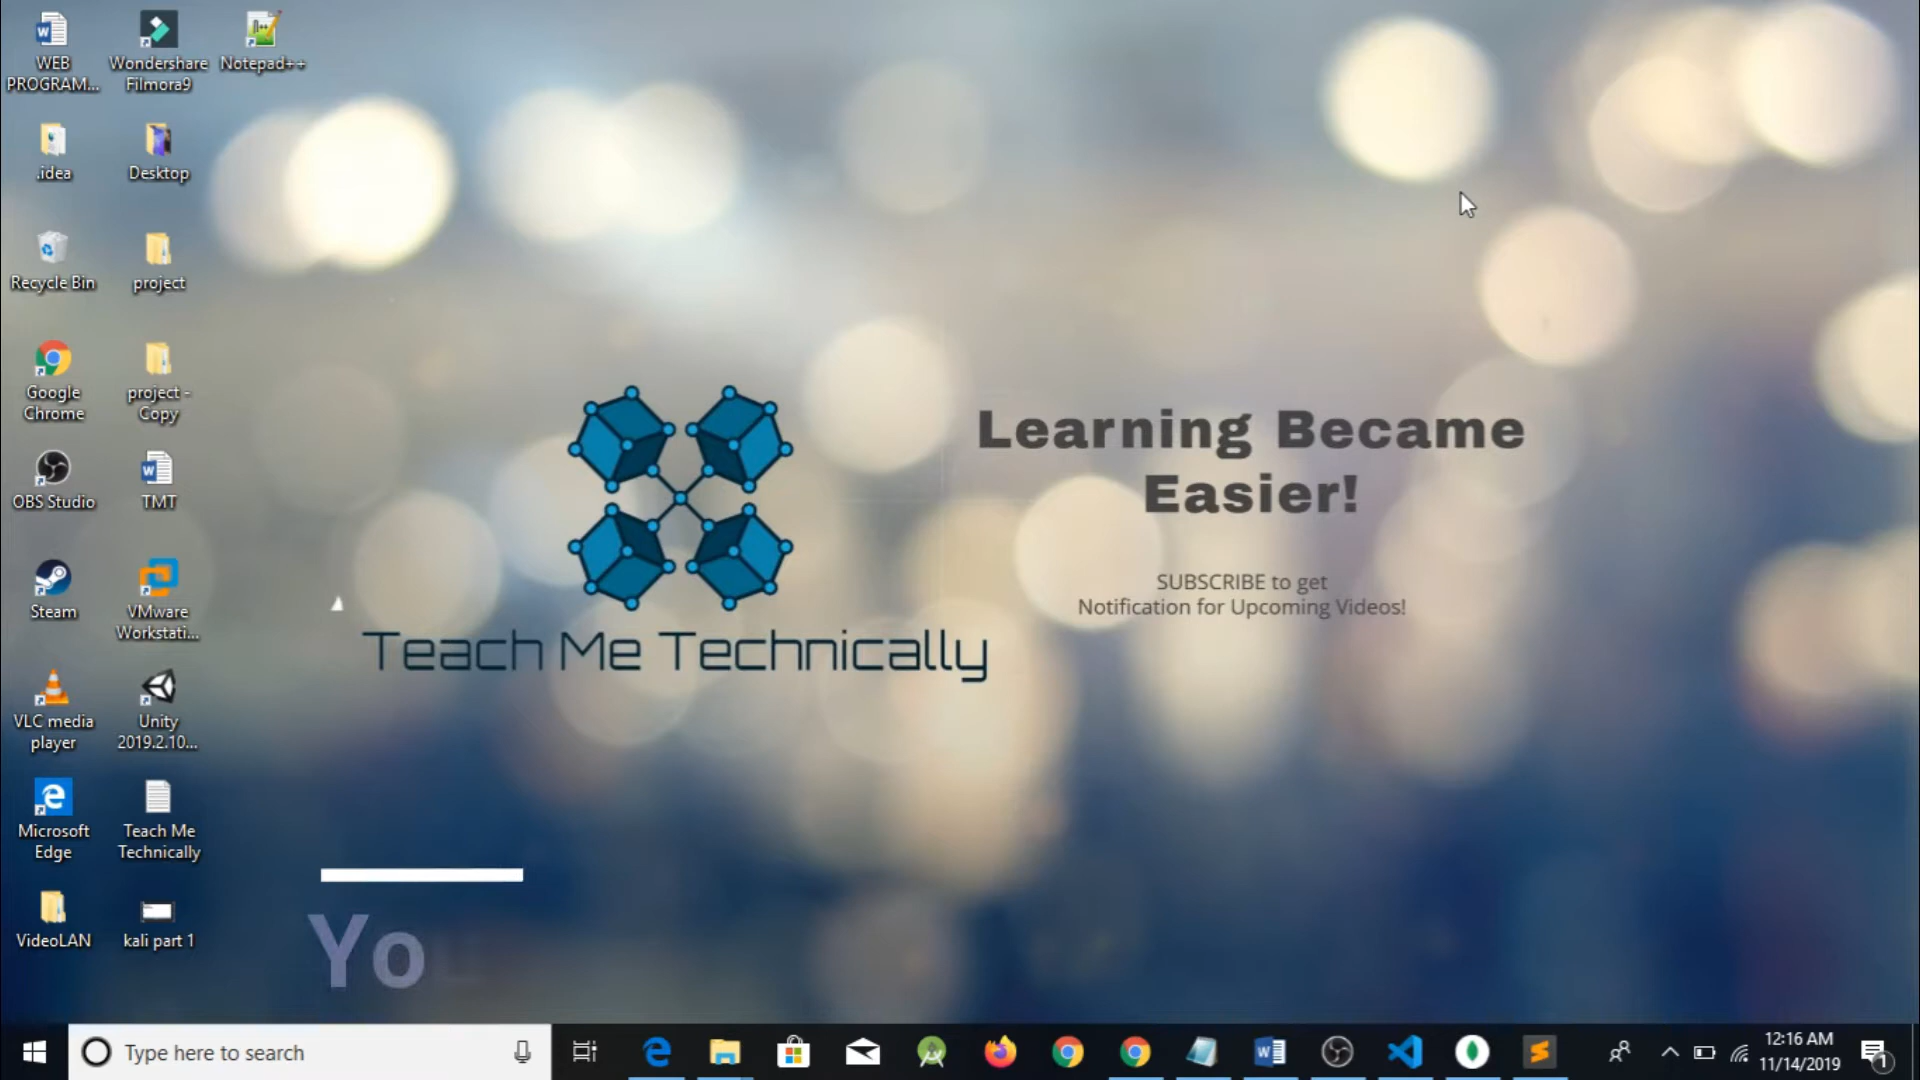 WEB
PROGRAM...
Wondershare
Filmora9
Notepad++
.idea
Desktop
Recycle Bin
project
Google
Chrome
project -
Copy
OBS Studio
TMT
Steam
VMware
Workstati...
VLC media
player
Unity
2019.2.10...
Microsoft
Edge
Teach Me
Technically
VideoLAN
kali part 1
Teach Me Technically
Learning Became
Easier!
SUBSCRIBE to get
Notification for Upcoming Videos!
Yo
Type here to search
12:16 AM
11/14/2019
1